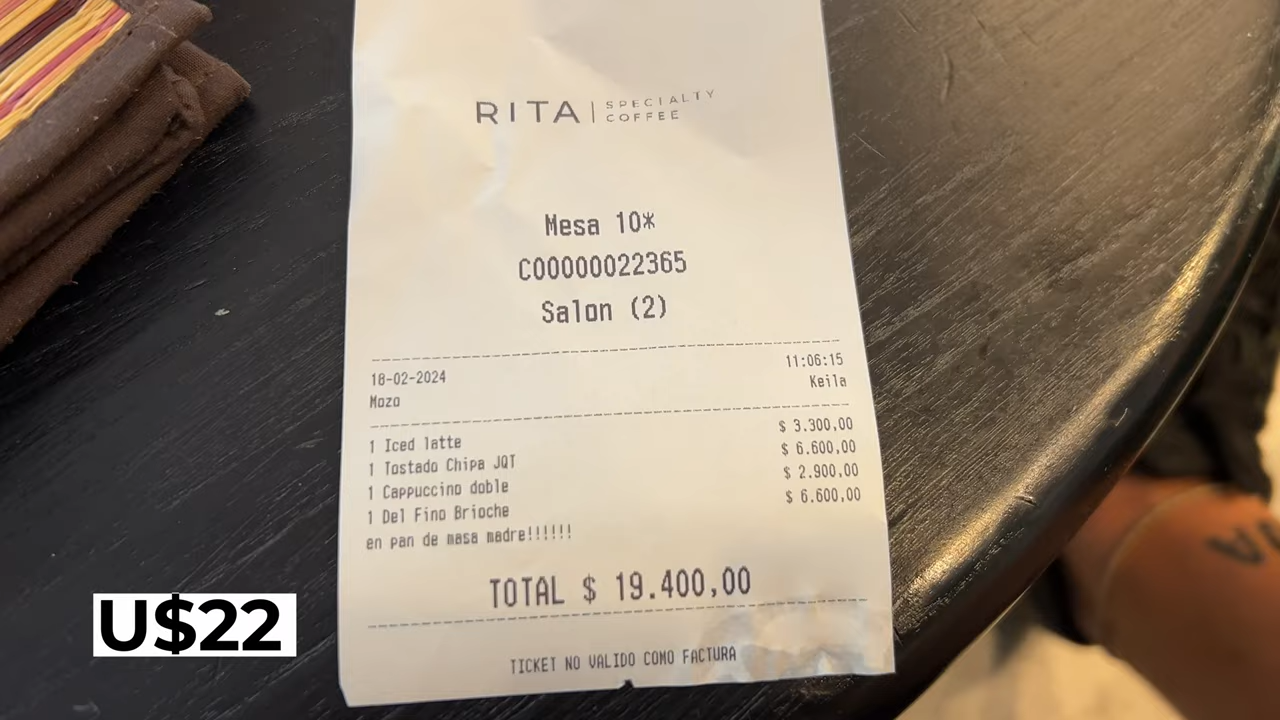 RITA | SPECIALTY COFFEE
Mesa 10*
C00000022365
Salon (2)
18-02-2024 11:06:15
Mozo Keila
1 Iced latte $ 3.300,00
1 Tostado Chipa JQT $ 6.600,00
1 Cappuccino doble $ 2.900,00
1 Del Fino Brioche $ 6.600,00
en pan de masa madre!!!!!!
TOTAL $ 19.400,00
TICKET NO VALIDO COMO FACTURA
U$22